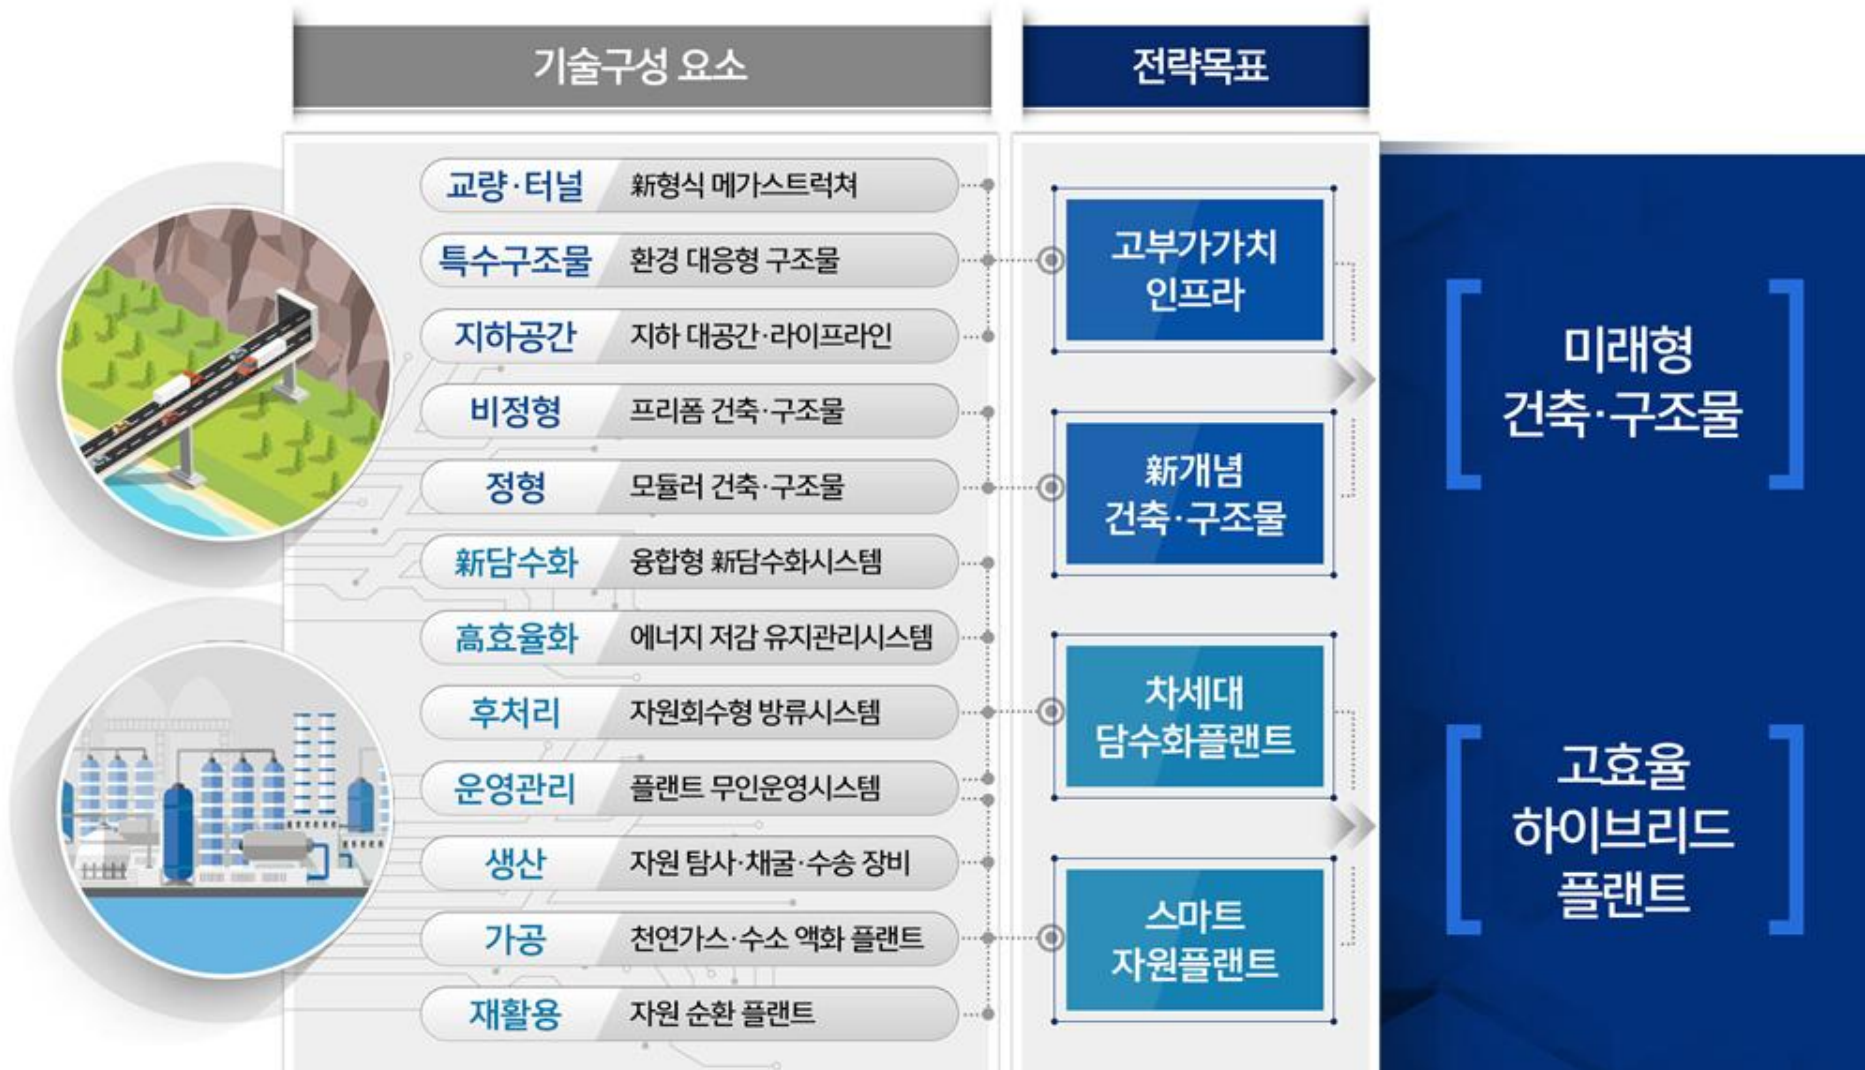 기술구성 요소
전략목표
교량·터널 新형식 메가스트럭쳐
특수구조물 환경 대응형 구조물
지하공간 지하 대공간·라이프라인
비정형 프리폼 건축·구조물
정형 모듈러 건축·구조물
新담수화 융합형 新담수화시스템
高효율화 에너지 저감 유지관리시스템
후처리 자원회수형 방류시스템
운영관리 플랜트 무인운영시스템
생산 자원 탐사·채굴·수송 장비
가공 천연가스·수소 액화 플랜트
재활용 자원 순환 플랜트
고부가가치
인프라
新개념
건축·구조물
차세대
담수화플랜트
스마트
자원플랜트
미래형
건축·구조물
고효율
하이브리드
플랜트